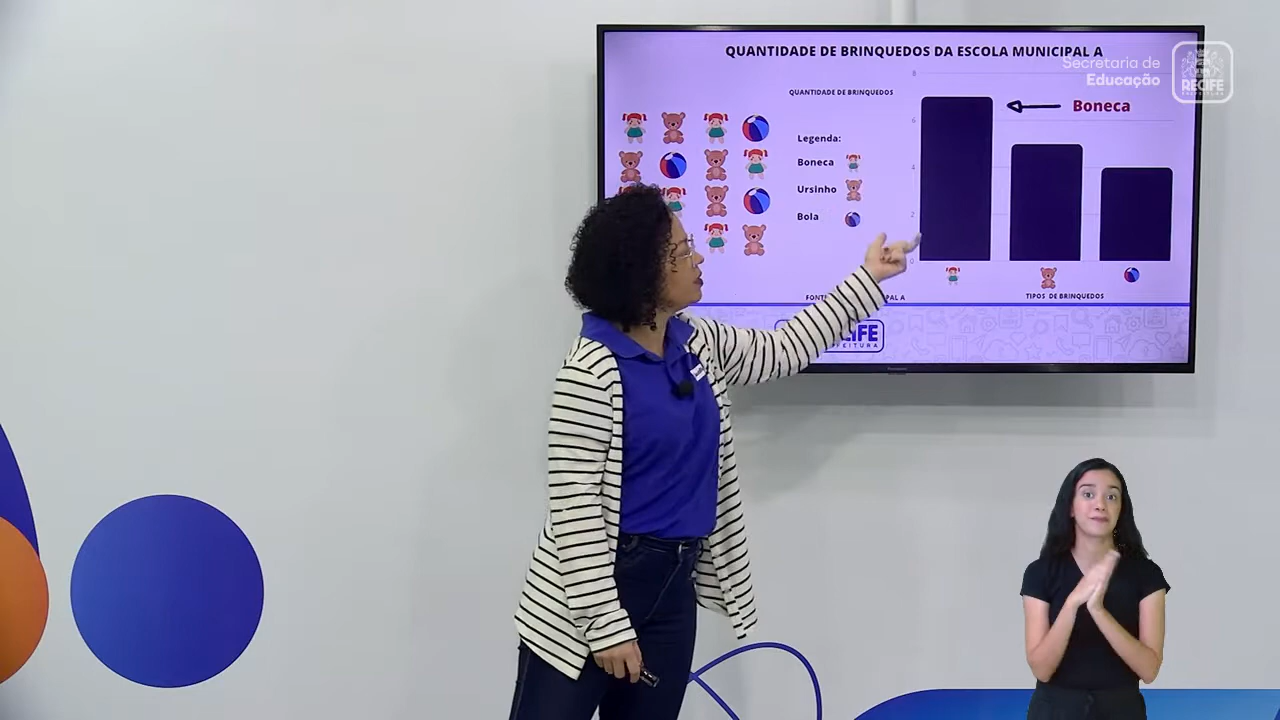 QUANTIDADE DE BRINQUEDOS DA ESCOLA MUNICIPAL A
Secretaria de
Educação
RECIFE
PREFEITURA
QUANTIDADE DE BRINQUEDOS
8
Boneca
6
Legenda:
Boneca
4
Ursinho
Bola
2
0
TIPOS DE BRINQUEDOS